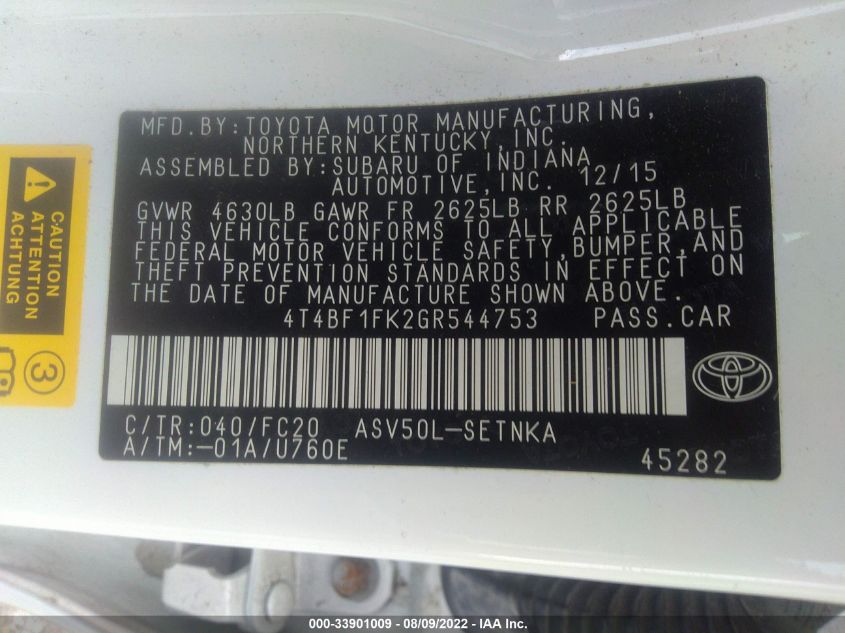 MFD.BY:TOYOTA MOTOR MANUFACTURING,
NORTHERN KENTUCKY,INC.
ASSEMBLED BY:SUBARU OF INDIANA
AUTOMOTIVE,INC. 12/15
GVWR 4630LB GAWR FR 2625LB RR 2625LB
THIS VEHICLE CONFORMS TO ALL APPLICABLE
FEDERAL MOTOR VEHICLE SAFETY,BUMPER,AND
THEFT PREVENTION STANDARDS IN EFFECT ON
THE DATE OF MANUFACTURE SHOWN ABOVE.
4T4BF1FK2GR544753 PASS.CAR
C/TR:040/FC20 ASV50L-SETNKA
A/TM:-01A/U760E 45282
CAUTION
ATTENTION
ACHTUNG
3
000-33901009 - 08/09/2022 - IAA Inc.